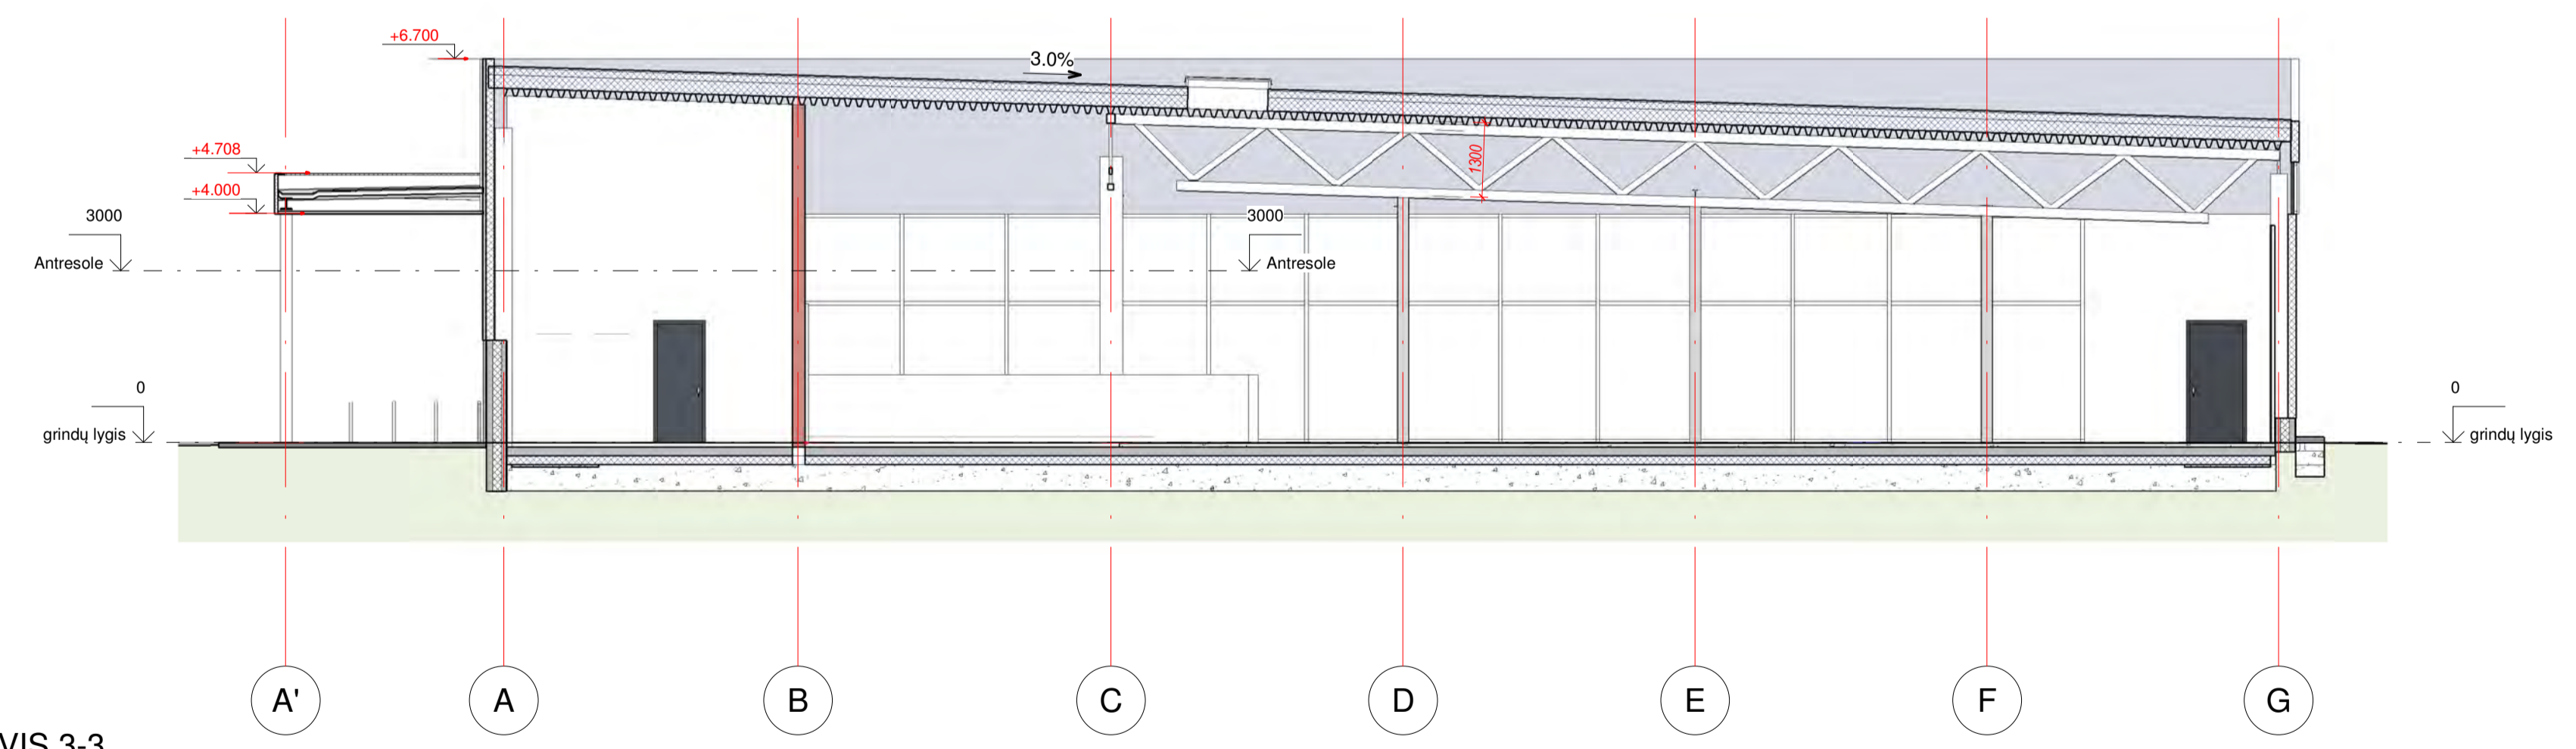 +6.700
3.0%
+4.708
+4.000
1300
3000
3000
Antresole
Antresole
0
0
grindų lygis
grindų lygis
A'
A
B
C
D
E
F
G
VIS 3-3